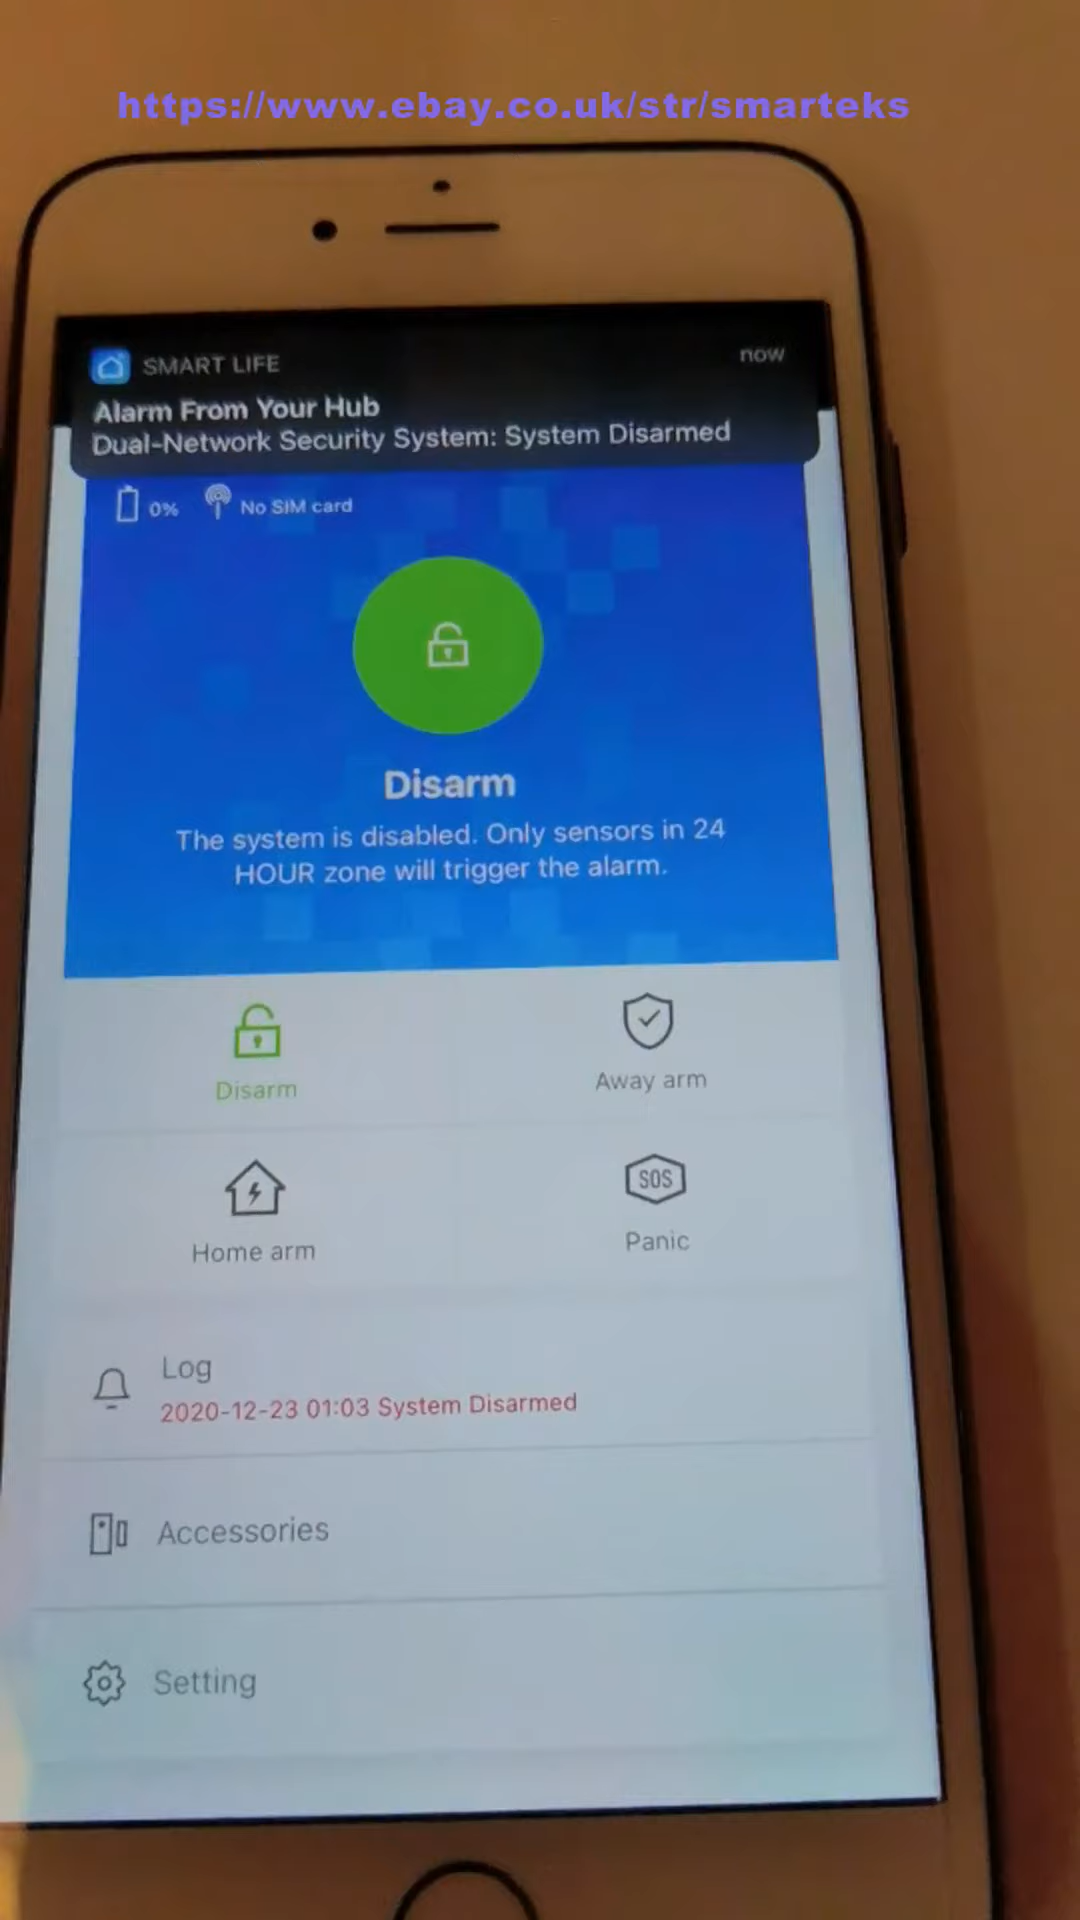 https://www.ebay.co.uk/str/smarteks
SMART LIFE
now
Alarm From Your Hub
Dual-Network Security System: System Disarmed
0%
No SIM card
Disarm
The system is disabled. Only sensors in 24
HOUR zone will trigger the alarm.
Disarm
Away arm
Home arm
SOS
Panic
Log
2020-12-23 01:03 System Disarmed
Accessories
Setting